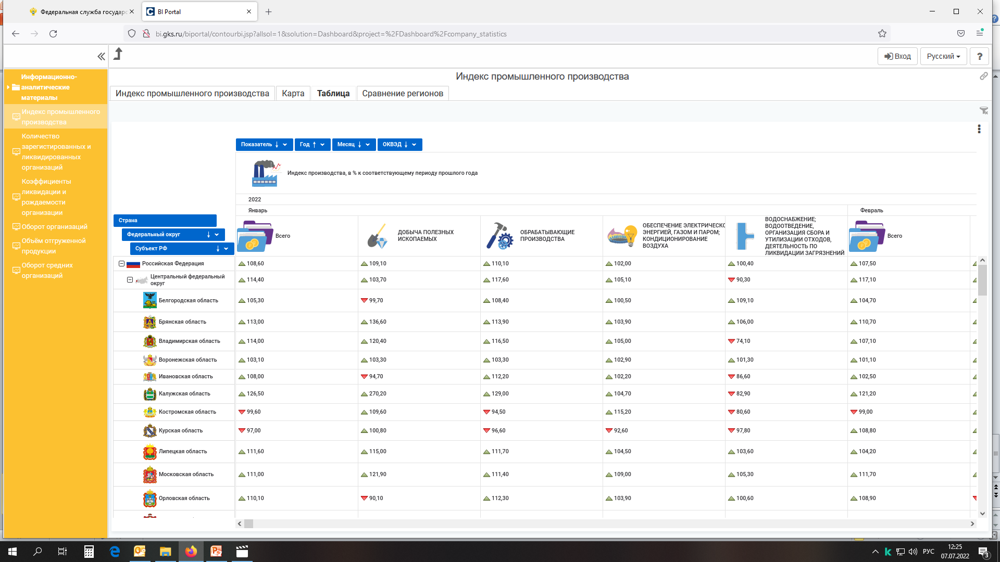 Федеральная служба государс
BI Portal
bi.gks.ru/biportal/contourbi.jsp?allsol=1&solution=Dashboard&project=%2FDashboard%2Fcompany_statistics
Вход
Русский
?
Информационно-
аналитические
материалы
Индекс промышленного
производства
Количество
зарегистированных и
ликвидированных
организаций
Коэффициенты
ликвидации и
рождаемости
организации
Оборот организаций
Объём отгруженной
продукции
Оборот средних
организаций
Индекс промышленного производства
Индекс промышленного производства
Карта
Таблица
Сравнение регионов
Показатель
Год
Месяц
ОКВЭД
Индекс производства, в % к соответствующему периоду прошлого года
2022
Январь
Февраль
Страна
Федеральный округ
Субъект РФ
Всего
ДОБЫЧА ПОЛЕЗНЫХ
ИСКОПАЕМЫХ
ОБРАБАТЫВАЮЩИЕ
ПРОИЗВОДСТВА
ОБЕСПЕЧЕНИЕ ЭЛЕКТРИЧЕСКО
ЭНЕРГИЕЙ, ГАЗОМ И ПАРОМ;
КОНДИЦИОНИРОВАНИЕ
ВОЗДУХА
ВОДОСНАБЖЕНИЕ;
ВОДООТВЕДЕНИЕ,
ОРГАНИЗАЦИЯ СБОРА И
УТИЛИЗАЦИИ ОТХОДОВ,
ДЕЯТЕЛЬНОСТЬ ПО
ЛИКВИДАЦИИ ЗАГРЯЗНЕНИЙ
Всего
Российская Федерация 108,60 109,10 110,10 102,00 100,40 107,50
Центральный федеральный
округ 114,40 103,70 117,60 105,10 90,30 117,10
Белгородская область 105,30 99,70 108,40 100,50 109,10 104,70
Брянская область 113,00 136,60 113,90 103,90 106,00 110,70
Владимирская область 114,00 120,40 116,50 105,00 74,10 107,10
Воронежская область 103,10 103,30 103,30 102,90 101,30 101,10
Ивановская область 108,00 94,70 112,20 102,20 86,60 102,50
Калужская область 126,50 270,20 129,00 104,70 82,90 121,20
Костромская область 99,60 109,60 94,50 115,20 80,60 99,00
Курская область 97,00 100,80 96,60 92,60 97,80 108,80
Липецкая область 111,60 115,00 111,70 104,50 103,60 104,20
Московская область 111,00 121,90 111,40 109,00 105,30 111,70
Орловская область 110,10 90,10 112,30 103,90 100,60 108,90
РУС
12:25
07.07.2022
3